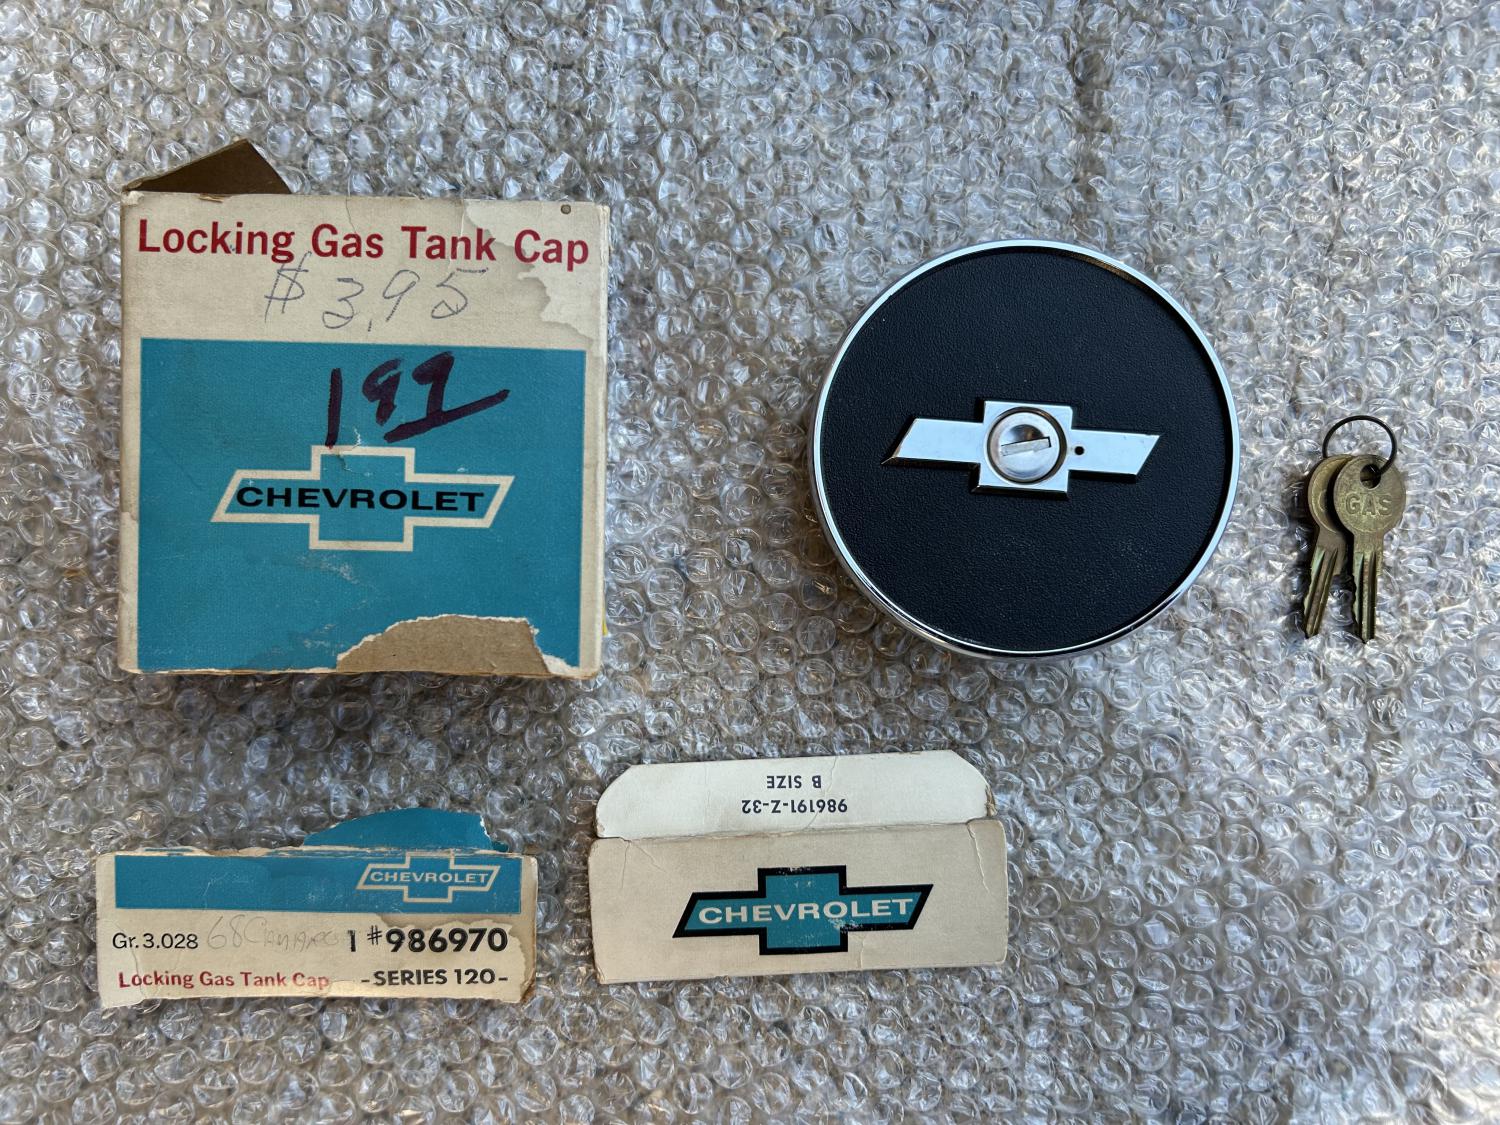 Locking Gas Tank Cap
$3.95
199
CHEVROLET
GAS
B SIZE
986191-Z-32
CHEVROLET
CHEVROLET
Gr.3.028 68 Camaro 1 #986970
Locking Gas Tank Cap -SERIES 120-